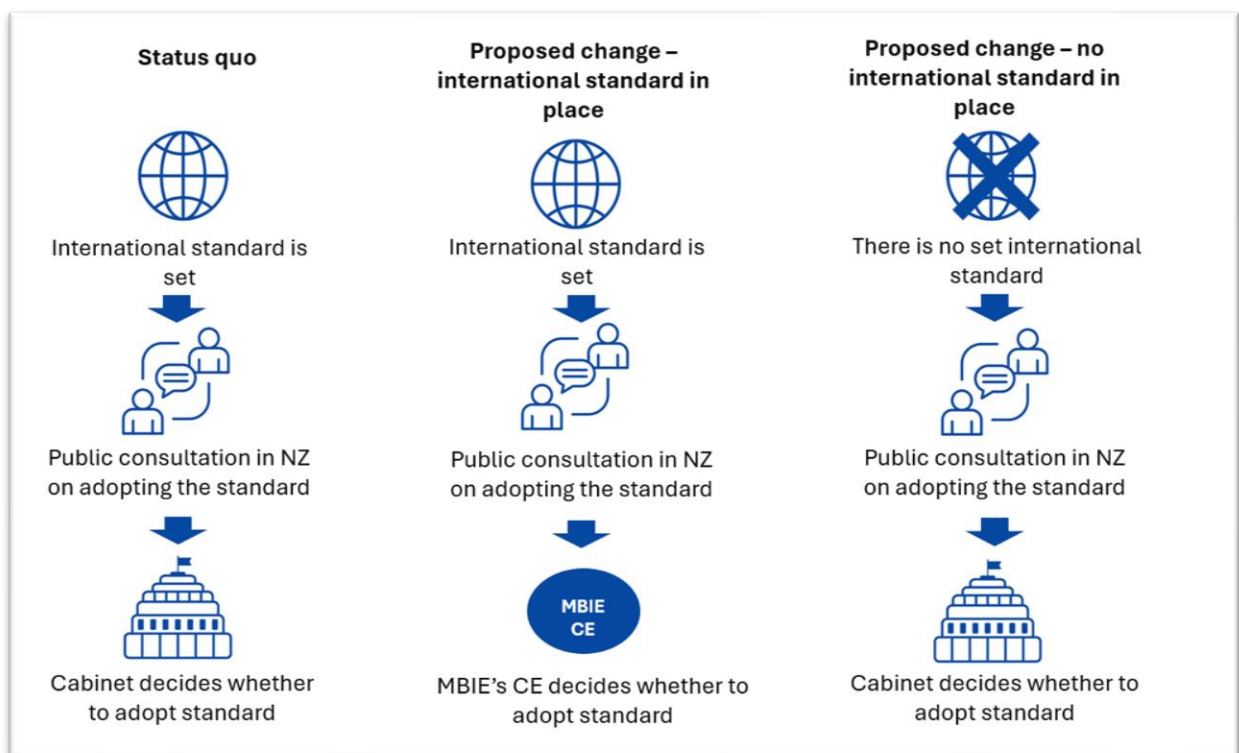 Status quo
International standard is
set
Public consultation in NZ
on adopting the standard
Cabinet decides whether
to adopt standard
Proposed change –
international standard in
place
International standard is
set
Public consultation in NZ
on adopting the standard
MBIE
CE
MBIE’s CE decides whether to
adopt standard
Proposed change – no
international standard in
place
There is no set international
standard
Public consultation in NZ
on adopting the standard
Cabinet decides whether to
adopt standard